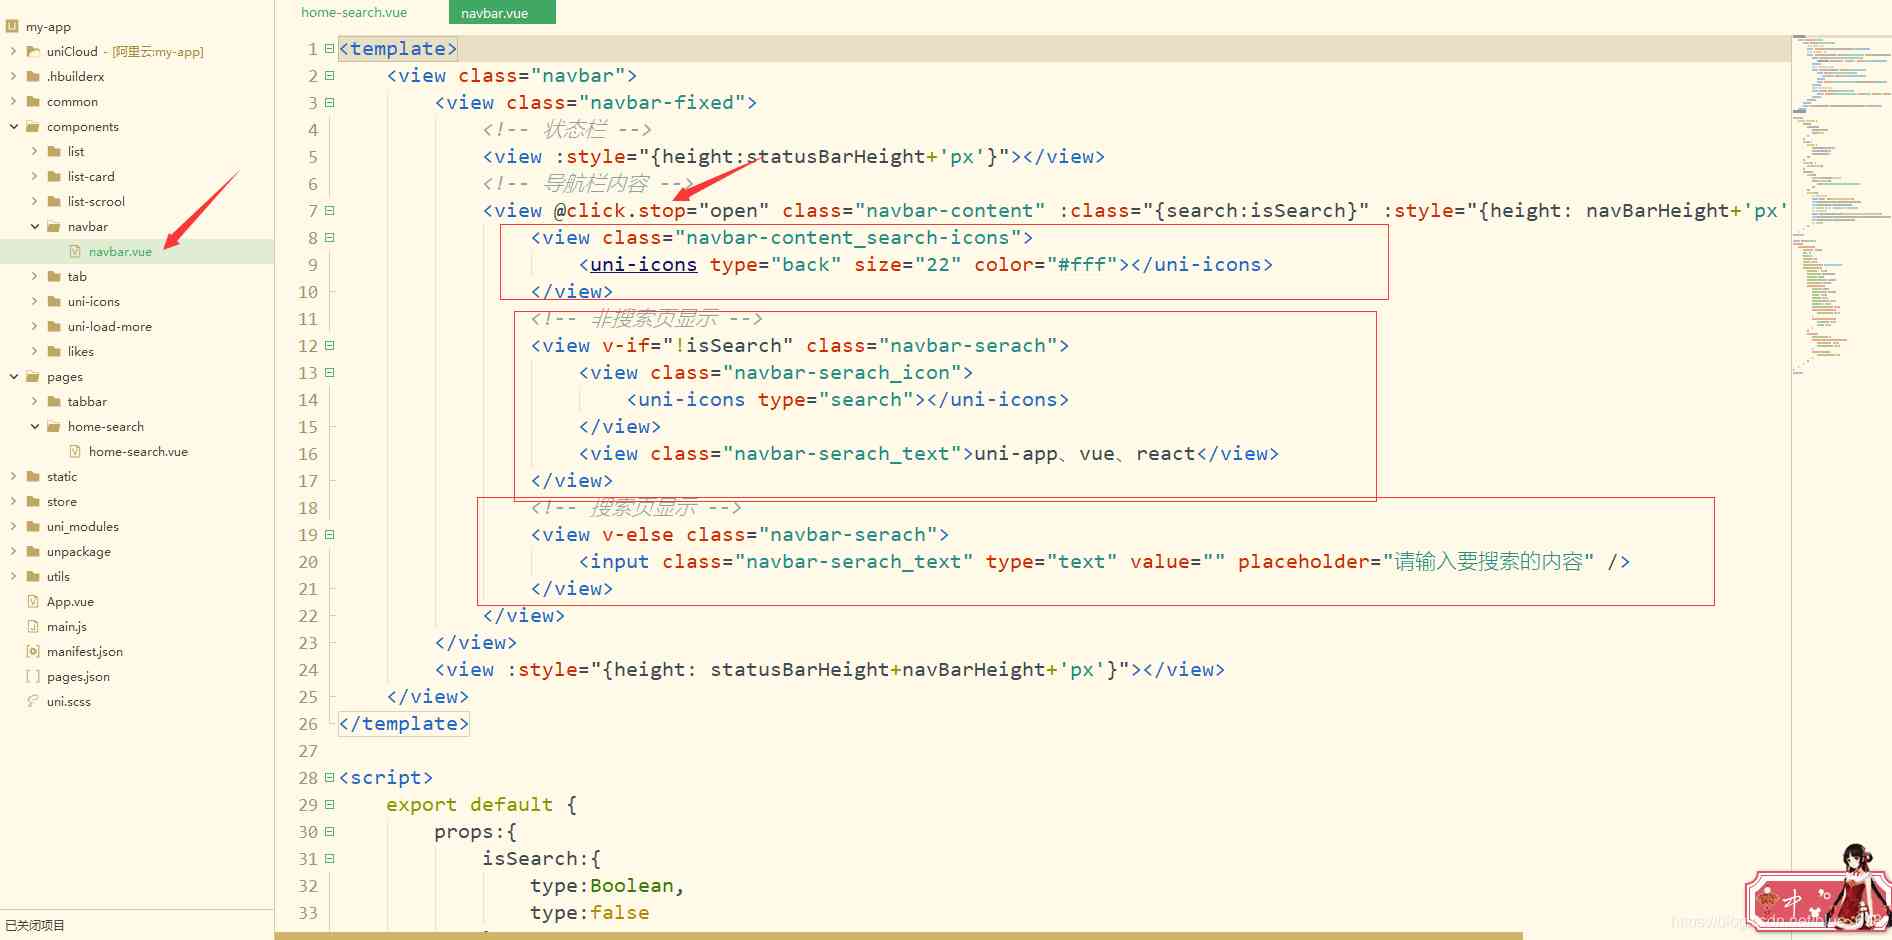 my-app
uniCloud - [阿里云:my-app]
.hbuilderx
common
components
list
list-card
list-scrool
navbar
navbar.vue
tab
uni-icons
uni-load-more
likes
pages
tabbar
home-search
home-search.vue
static
store
uni_modules
unpackage
utils
App.vue
main.js
manifest.json
pages.json
uni.scss
已关闭项目
home-search.vue
navbar.vue
1 <template>
2 <view class="navbar">
3 <view class="navbar-fixed">
4 <!-- 状态栏 -->
5 <view :style="{height:statusBarHeight+'px'}"></view>
6 <!-- 导航栏内容 -->
7 <view @click.stop="open" class="navbar-content" :class="{search:isSearch}" :style="{height: navBarHeight+'px'
8 <view class="navbar-content_search-icons">
9 <uni-icons type="back" size="22" color="#fff"></uni-icons>
10 </view>
11 <!-- 非搜索页显示 -->
12 <view v-if="!isSearch" class="navbar-serach">
13 <view class="navbar-serach_icon">
14 <uni-icons type="search"></uni-icons>
15 </view>
16 <view class="navbar-serach_text">uni-app、vue、react</view>
17 </view>
18 <!-- 搜索页显示 -->
19 <view v-else class="navbar-serach">
20 <input class="navbar-serach_text" type="text" value="" placeholder="请输入要搜索的内容" />
21 </view>
22 </view>
23 </view>
24 <view :style="{height: statusBarHeight+navBarHeight+'px'}"></view>
25 </view>
26 </template>
27
28 <script>
29 export default {
30 props:{
31 isSearch:{
32 type:Boolean,
33 type:false
中